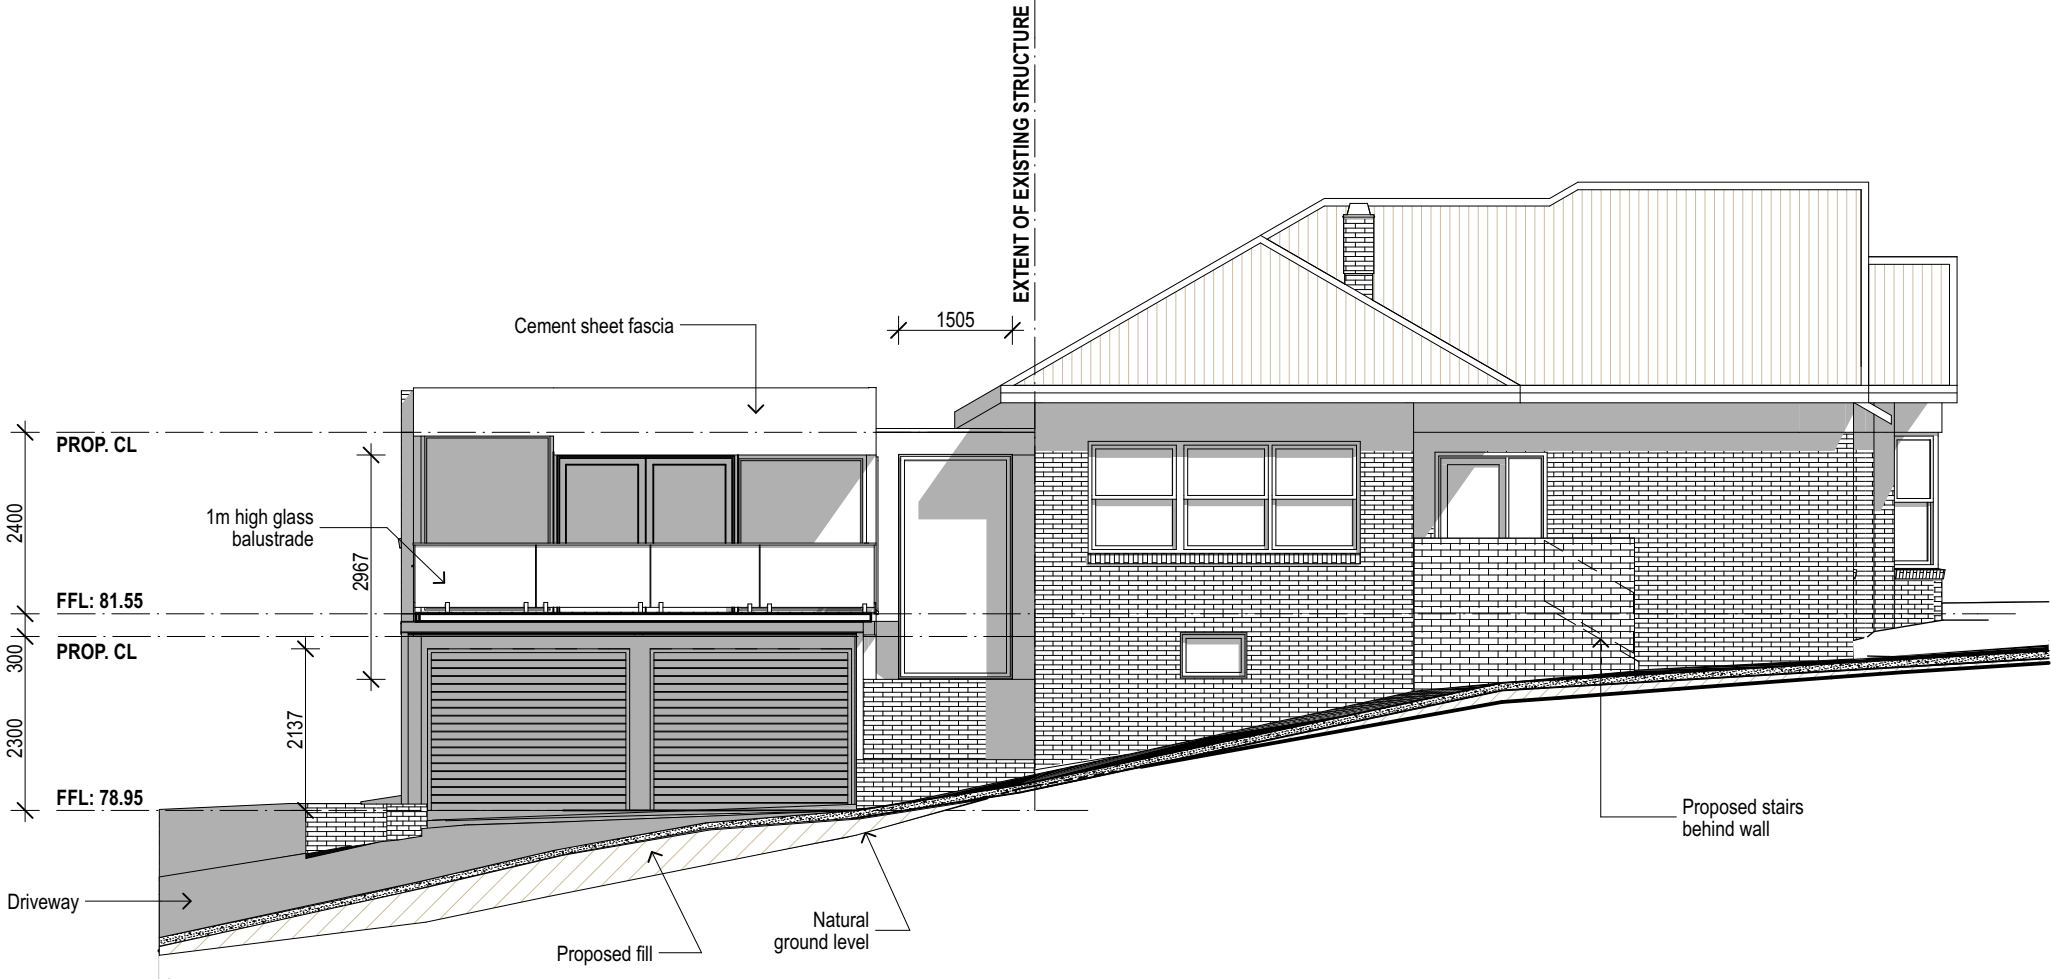 EXTENT OF EXISTING STRUCTURE
1505
Cement sheet fascia
PROP. CL
2400
1m high glass
balustrade
2967
FFL: 81.55
300
PROP. CL
2300
2137
FFL: 78.95
Proposed stairs
behind wall
Driveway
Natural
ground level
Proposed fill